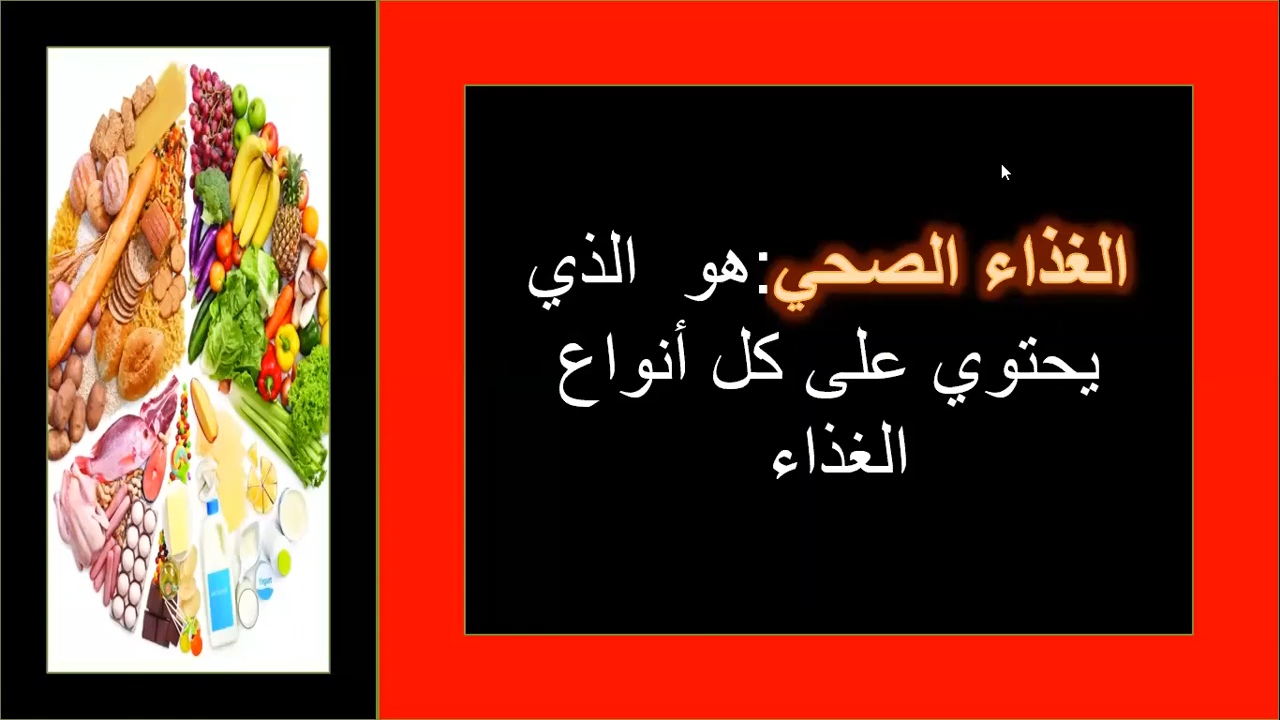 الغذاء الصحي:هو الذي
يحتوي على كل أنواع
الغذاء